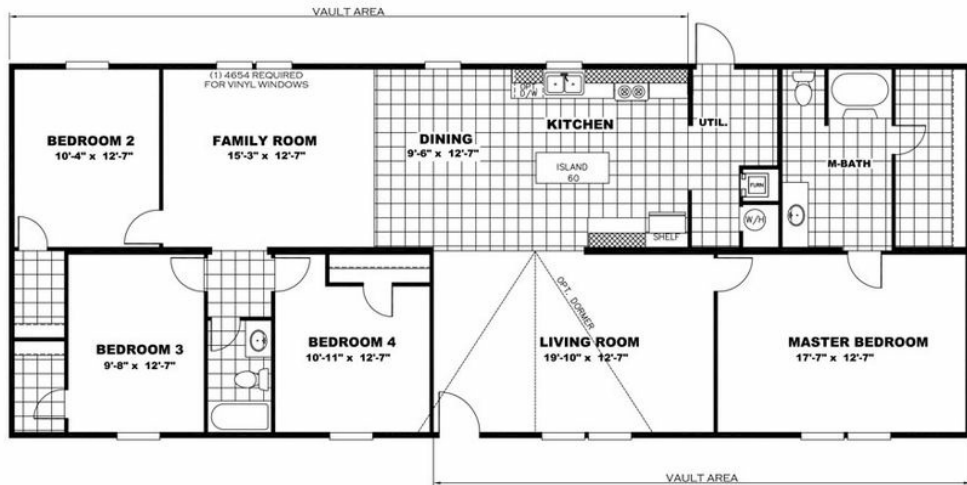 VAULT AREA
(1) 4654 REQUIRED
FOR VINYL WINDOWS
BEDROOM 2
10'-4" x 12'-7"
FAMILY ROOM
15'-3" x 12'-7"
DINING
9'-6" x 12'-7"
OPT.
D/W
KITCHEN
ISLAND
60
SHELF
UTIL.
FURN
W/H
M-BATH
BEDROOM 3
9'-8" x 12'-7"
BEDROOM 4
10'-11" x 12'-7"
OPT. DORMER
LIVING ROOM
19'-10" x 12'-7"
MASTER BEDROOM
17'-7" x 12'-7"
VAULT AREA